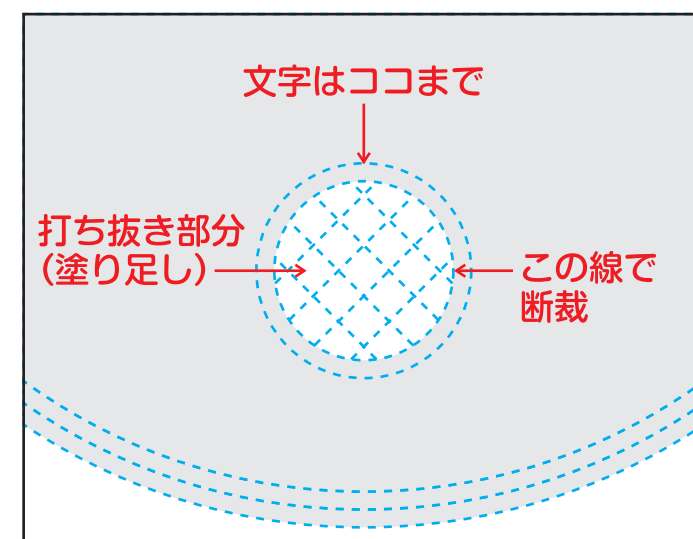 文字はココまで
打ち抜き部分
（塗り足し）
この線で
断裁